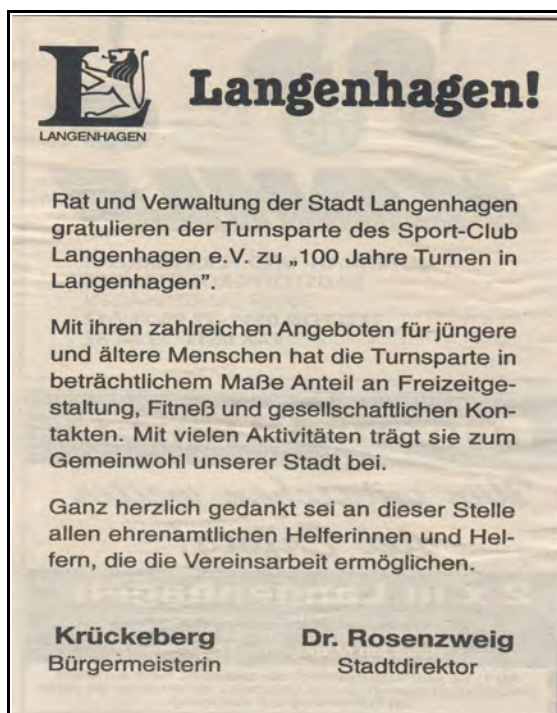 L
LANGENHAGEN
Langenhagen!
Rat und Verwaltung der Stadt Langenhagen
gratulieren der Turnsparte des Sport-Club
Langenhagen e.V. zu „100 Jahre Turnen in
Langenhagen”.
Mit ihren zahlreichen Angeboten für jüngere
und ältere Menschen hat die Turnsparte in
beträchtlichem Maße Anteil an Freizeitge-
staltung, Fitneß und gesellschaftlichen Kon-
takten. Mit vielen Aktivitäten trägt sie zum
Gemeinwohl unserer Stadt bei.
Ganz herzlich gedankt sei an dieser Stelle
allen ehrenamtlichen Helferinnen und Hel-
fern, die die Vereinsarbeit ermöglichen.
Krückeberg Dr. Rosenzweig
Bürgermeisterin Stadtdirektor